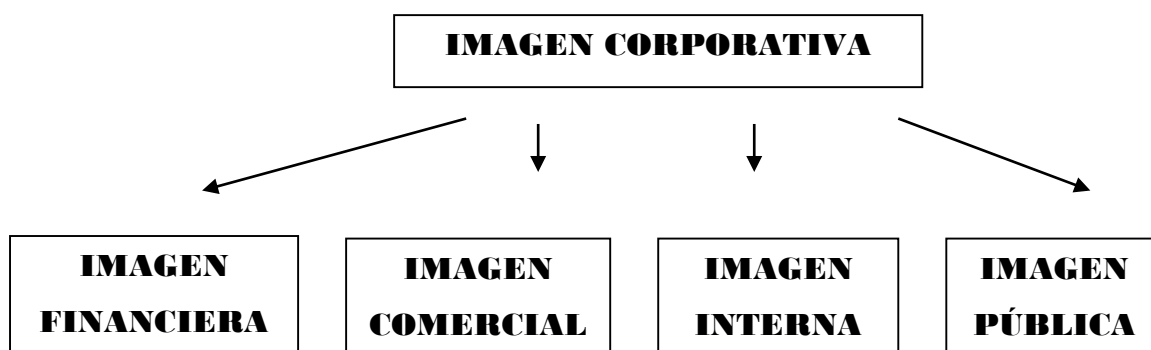 IMAGEN CORPORATIVA
IMAGEN
FINANCIERA
IMAGEN
COMERCIAL
IMAGEN
INTERNA
IMAGEN
PÚBLICA